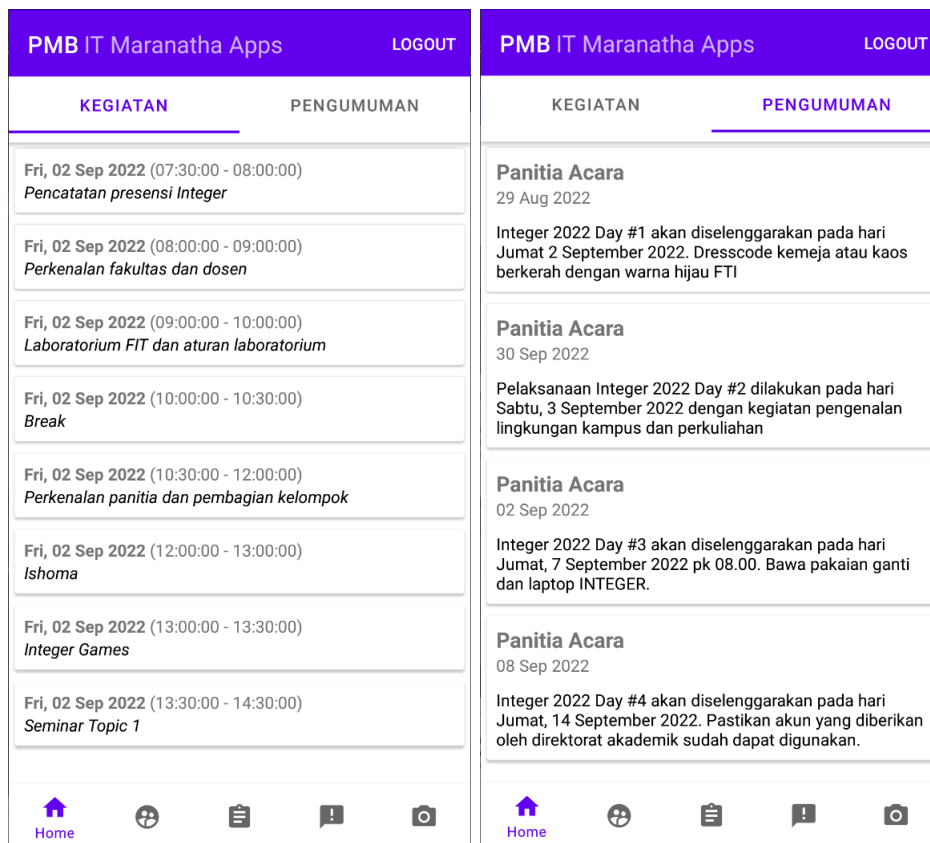 PMB IT Maranatha Apps LOGOUT
KEGIATAN PENGUMUMAN
Fri, 02 Sep 2022 (07:30:00 - 08:00:00)
Pencatatan presensi Integer
Fri, 02 Sep 2022 (08:00:00 - 09:00:00)
Perkenalan fakultas dan dosen
Fri, 02 Sep 2022 (09:00:00 - 10:00:00)
Laboratorium FIT dan aturan laboratorium
Fri, 02 Sep 2022 (10:00:00 - 10:30:00)
Break
Fri, 02 Sep 2022 (10:30:00 - 12:00:00)
Perkenalan panitia dan pembagian kelompok
Fri, 02 Sep 2022 (12:00:00 - 13:00:00)
Ishoma
Fri, 02 Sep 2022 (13:00:00 - 13:30:00)
Integer Games
Fri, 02 Sep 2022 (13:30:00 - 14:30:00)
Seminar Topic 1
Home
PMB IT Maranatha Apps LOGOUT
KEGIATAN PENGUMUMAN
Panitia Acara
29 Aug 2022
Integer 2022 Day #1 akan diselenggarakan pada hari
Jumat 2 September 2022. Dresscode kemeja atau kaos
berkerah dengan warna hijau FTI
Panitia Acara
30 Sep 2022
Pelaksanaan Integer 2022 Day #2 dilakukan pada hari
Sabtu, 3 September 2022 dengan kegiatan pengenalan
lingkungan kampus dan perkuliahan
Panitia Acara
02 Sep 2022
Integer 2022 Day #3 akan diselenggarakan pada hari
Jumat, 7 September 2022 pk 08.00. Bawa pakaian ganti
dan laptop INTEGER.
Panitia Acara
08 Sep 2022
Integer 2022 Day #4 akan diselenggarakan pada hari
Jumat, 14 September 2022. Pastikan akun yang diberikan
oleh direktorat akademik sudah dapat digunakan.
Home